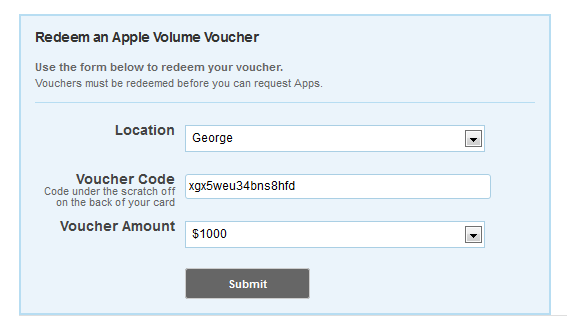 Redeem an Apple Volume Voucher
Use the form below to redeem your voucher.
Vouchers must be redeemed before you can request Apps.
Location
George
Voucher Code
Code under the scratch off
on the back of your card
xgx5weu34bns8hfd
Voucher Amount
$1000
Submit